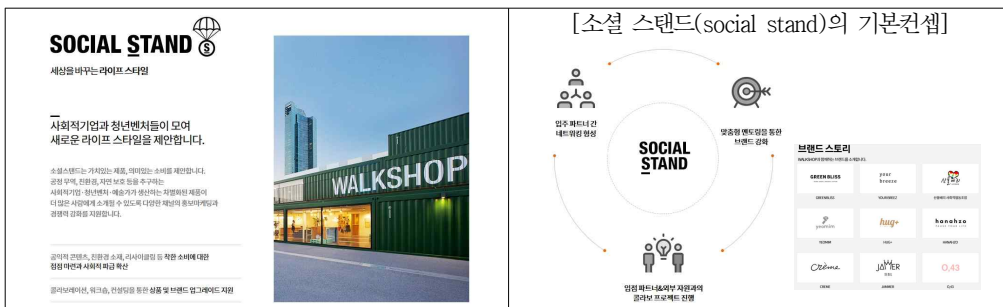 SOCIAL STAND
S
세상을 바꾸는 라이프 스타일
사회적기업과 청년벤처들이 모여
새로운 라이프 스타일을 제안합니다.
소셜스탠드는 가치있는 제품, 의미있는 소비를 제안합니다.
공정 무역, 친환경, 자연 보호 등을 추구하는
사회적기업·청년벤처·예술가가 생산하는 차별화된 제품이
더 많은 사람에게 소개될 수 있도록 다양한 채널의 홍보마케팅과
경쟁력 강화를 지원합니다.
공익적 콘텐츠, 친환경 소재, 리사이클링 등 착한 소비에 대한
접점 마련과 사회적 파급 확산
콜라보레이션, 워크숍, 컨설팅을 통한 상품 및 브랜드 업그레이드 지원
WALKSHOP
[소셜 스탠드(social stand)의 기본컨셉]
입주 파트너 간
네트워킹 형성
맞춤형 멘토링을 통한
브랜드 강화
SOCIAL
STAND
입점 파트너&외부 자원과의
콜라보 프로젝트 진행
브랜드 스토리
GREEN BLISS
your
breeze
GREENBLISS
yeomim
hug+
hanahzo
YEOMIM
HUG+
HANAHZO
Crème
JAMMER
0,43
CREME
JAMMER
0,43